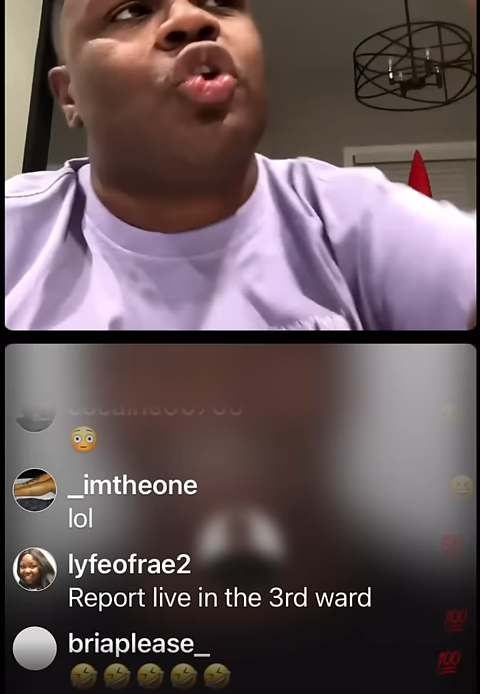 😳
_imtheone
lol
lyfeofrae2
Report live in the 3rd ward
briaplease_
🤣🤣🤣🤣🤣
💯
💯